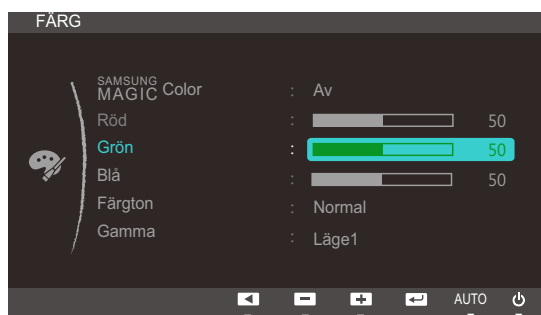 FÄRG
SAMSUNG MAGIC Color : Av
Röd : 50
Grön : 50
Blå : 50
Färgton : Normal
Gamma : Läge1
AUTO